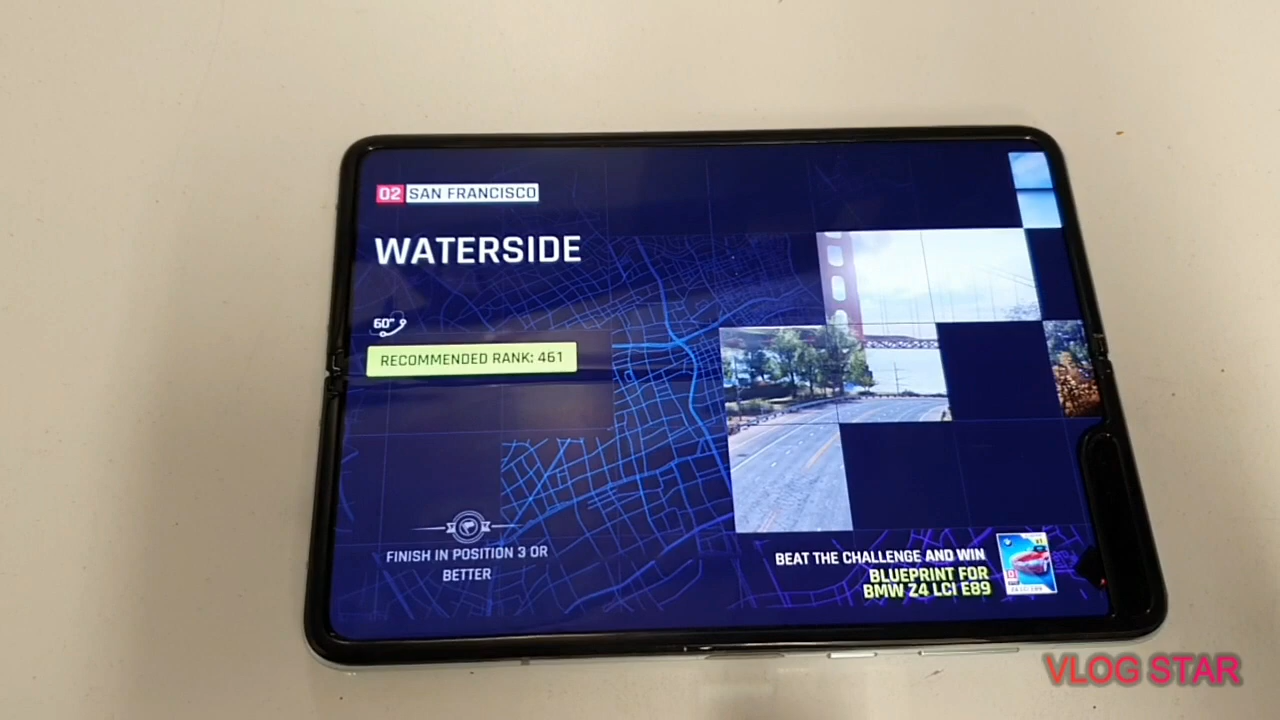 02 SAN FRANCISCO
WATERSIDE
60"
RECOMMENDED RANK: 461
FINISH IN POSITION 3 OR
BETTER
BEAT THE CHALLENGE AND WIN
BLUEPRINT FOR
BMW Z4 LCI E89
VLOG STAR